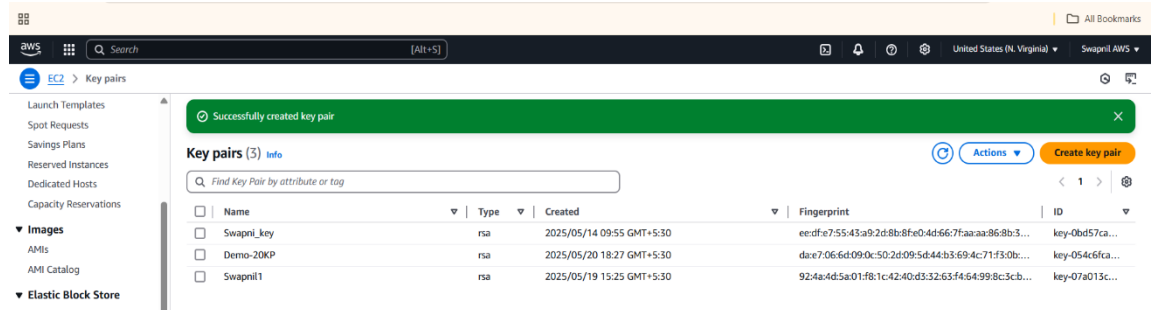 All Bookmarks
aws Search [Alt+S] United States (N. Virginia) Swapnil AWS
EC2 > Key pairs
Launch Templates
Spot Requests
Savings Plans
Reserved Instances
Dedicated Hosts
Capacity Reservations
Images
AMIs
AMI Catalog
Elastic Block Store
Successfully created key pair
Key pairs (3) Info Actions Create key pair
Find Key Pair by attribute or tag 1
Name Type Created Fingerprint ID
Swapni_key rsa 2025/05/14 09:55 GMT+5:30 ee:df:e7:55:43:a9:2d:8b:8f:e0:4d:66:7f:aa:aa:86:8b:3... key-0bd57ca...
Demo-20KP rsa 2025/05/20 18:27 GMT+5:30 da:e7:06:6d:09:0c:50:2d:09:5d:44:b3:69:4c:71:f3:0b:... key-054c6fca...
Swapnil1 rsa 2025/05/19 15:25 GMT+5:30 92:4a:4d:5a:01:f8:1c:42:40:d3:32:63:f4:64:99:8c:3c:b... key-07a013c...